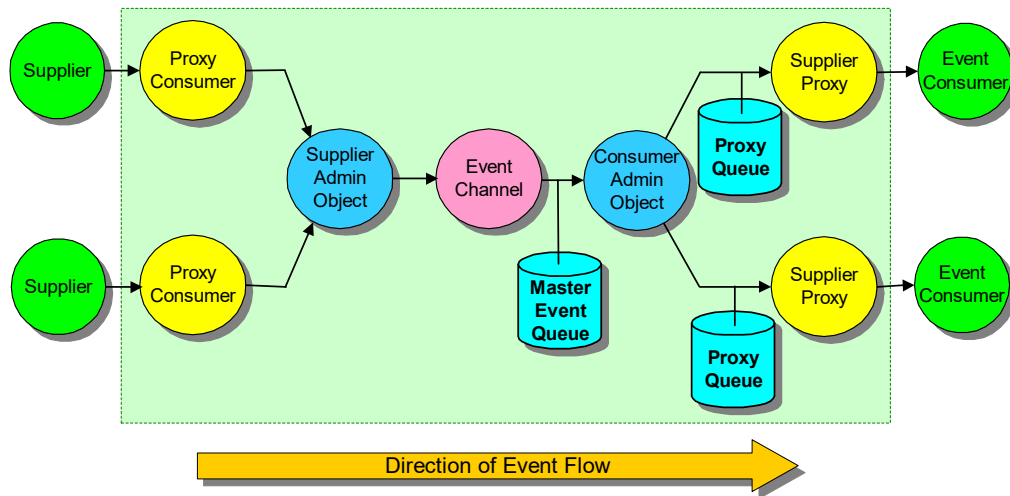 Supplier
Proxy
Consumer
Supplier
Proxy
Event
Consumer
Proxy
Queue
Supplier
Admin
Object
Event
Channel
Consumer
Admin
Object
Supplier
Proxy
Consumer
Master
Event
Queue
Supplier
Proxy
Event
Consumer
Proxy
Queue
Direction of Event Flow